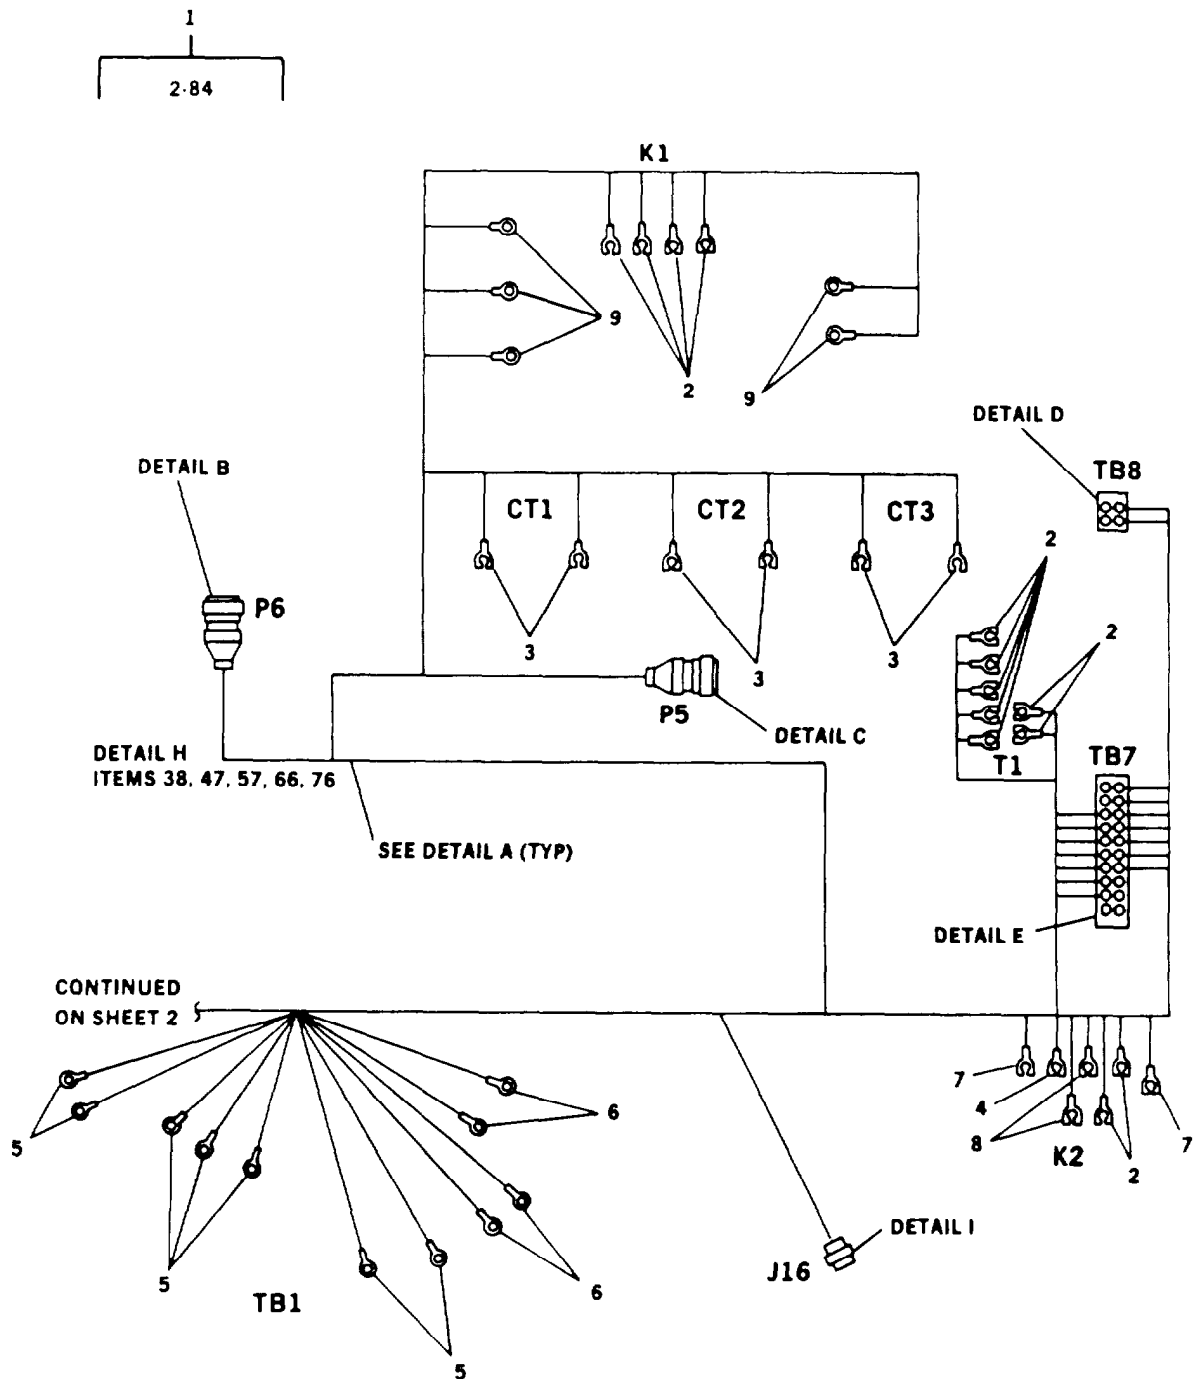 1
2-84
K1
9
2
9
DETAIL D
TB8
DETAIL B
CT1
CT2
CT3
2
P6
2
3
3
3
P5
DETAIL C
DETAIL H
ITEMS 38, 47, 57, 66, 76
T1
TB7
SEE DETAIL A (TYP)
DETAIL E
CONTINUED
ON SHEET 2
7
4
6
5
8
K2
2
7
DETAIL I
J16
5
6
TB1
5